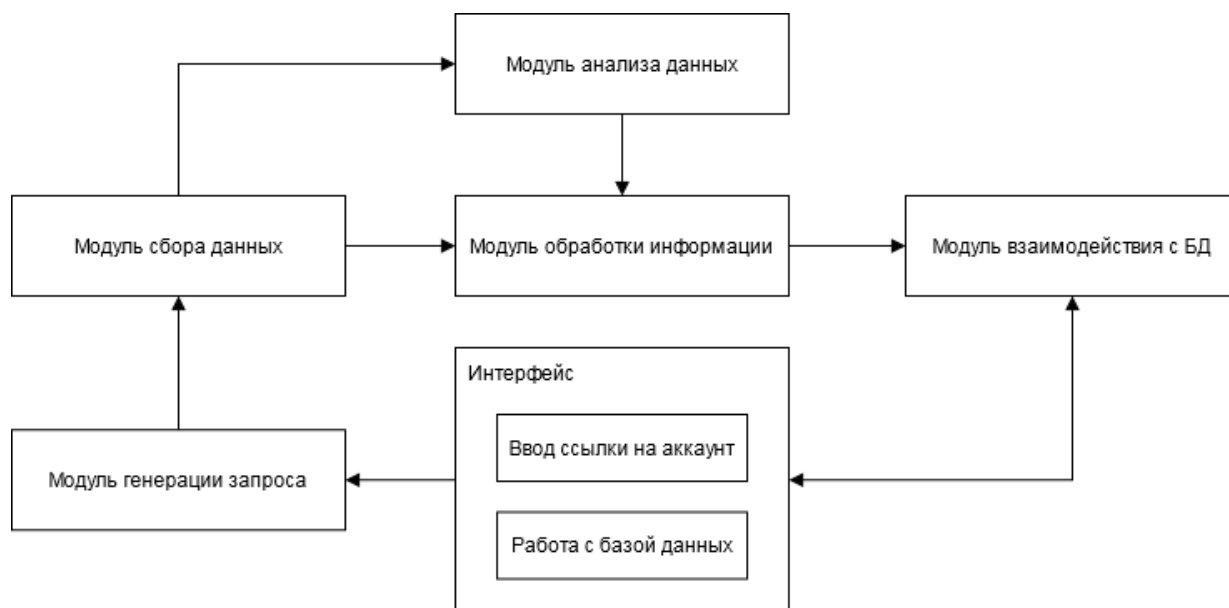 Модуль анализа данных
Модуль сбора данных
Модуль обработки информации
Модуль взаимодействия с БД
Интерфейс
Ввод ссылки на аккаунт
Модуль генерации запроса
Работа с базой данных